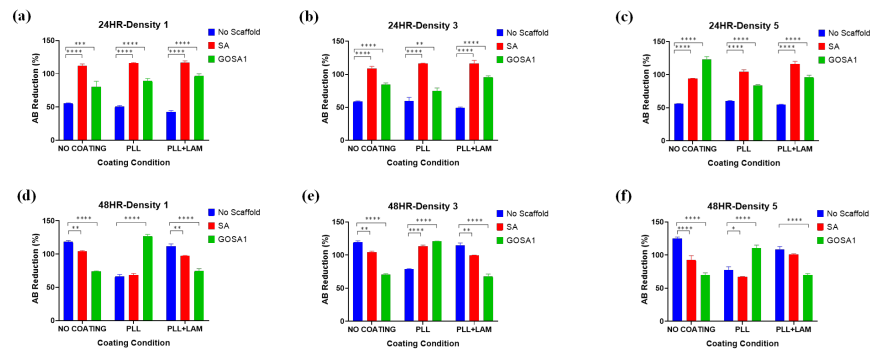 (a)
24HR-Density 1
AB Reduction (%)
150
100
50
0
*** ****
**** **** ****
NO COATING PLL PLL+LAM
Coating Condition
No Scaffold
SA
GOSA1
(b)
24HR-Density 3
AB Reduction (%)
150
100
50
0
**** ** ****
**** **** ****
NO COATING PLL PLL+LAM
Coating Condition
No Scaffold
SA
GOSA1
(c)
24HR-Density 5
AB Reduction (%)
150
100
50
0
**** **** ****
**** **** ****
NO COATING PLL PLL+LAM
Coating Condition
No Scaffold
SA
GOSA1
(d)
48HR-Density 1
AB Reduction (%)
150
100
50
0
**** **** ****
** **
NO COATING PLL PLL+LAM
Coating Condition
No Scaffold
SA
GOSA1
(e)
48HR-Density 3
AB Reduction (%)
150
100
50
0
**** **** ****
** **** **
NO COATING PLL PLL+LAM
Coating Condition
No Scaffold
SA
GOSA1
(f)
48HR-Density 5
AB Reduction (%)
150
100
50
0
**** **** ****
**** *
NO COATING PLL PLL+LAM
Coating Condition
No Scaffold
SA
GOSA1